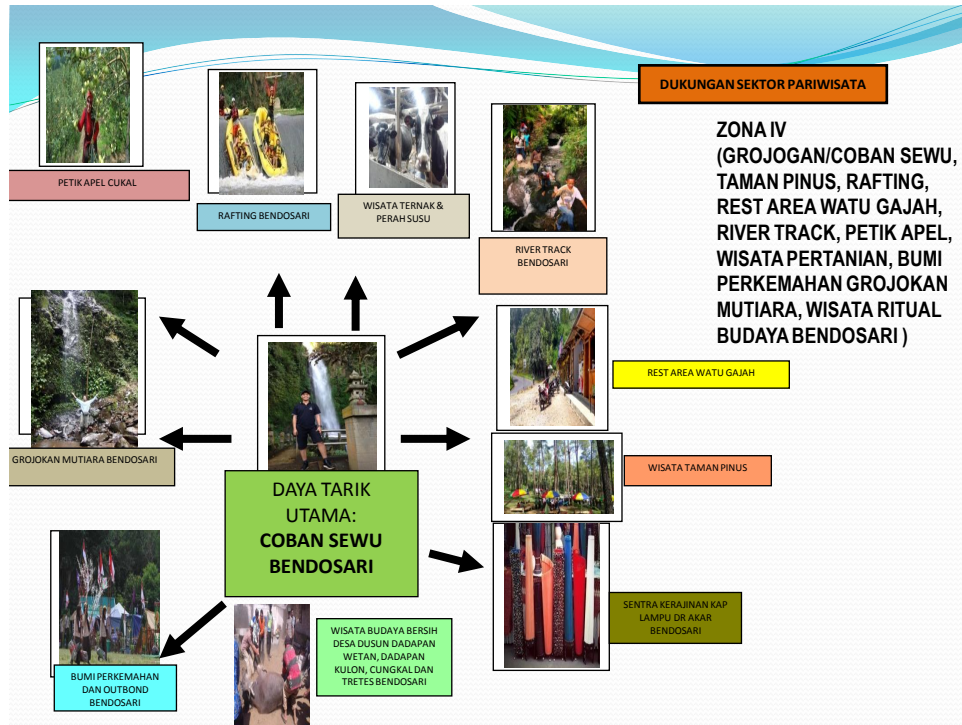 DUKUNGAN SEKTOR PARIWISATA
ZONA IV
(GROJOGAN/COBAN SEWU,
TAMAN PINUS, RAFTING,
REST AREA WATU GAJAH,
RIVER TRACK, PETIK APEL,
WISATA PERTANIAN, BUMI
PERKEMAHAN GROJOKAN
MUTIARA, WISATA RITUAL
BUDAYA BENDOSARI )
PETIK APEL CUKAL
RAFTING BENDOSARI
WISATA TERNAK &
PERAH SUSU
RIVER TRACK
BENDOSARI
REST AREA WATU GAJAH
GROJOKAN MUTIARA BENDOSARI
WISATA TAMAN PINUS
DAYA TARIK
UTAMA:
COBAN SEWU
BENDOSARI
SENTRA KERAJINAN KAP
LAMPU DR AKAR
BENDOSARI
BUMI PERKEMAHAN
DAN OUTBOND
BENDOSARI
WISATA BUDAYA BERSIH
DESA DUSUN DADAPAN
WETAN, DADAPAN
KULON, CUNGKAL DAN
TRETES BENDOSARI